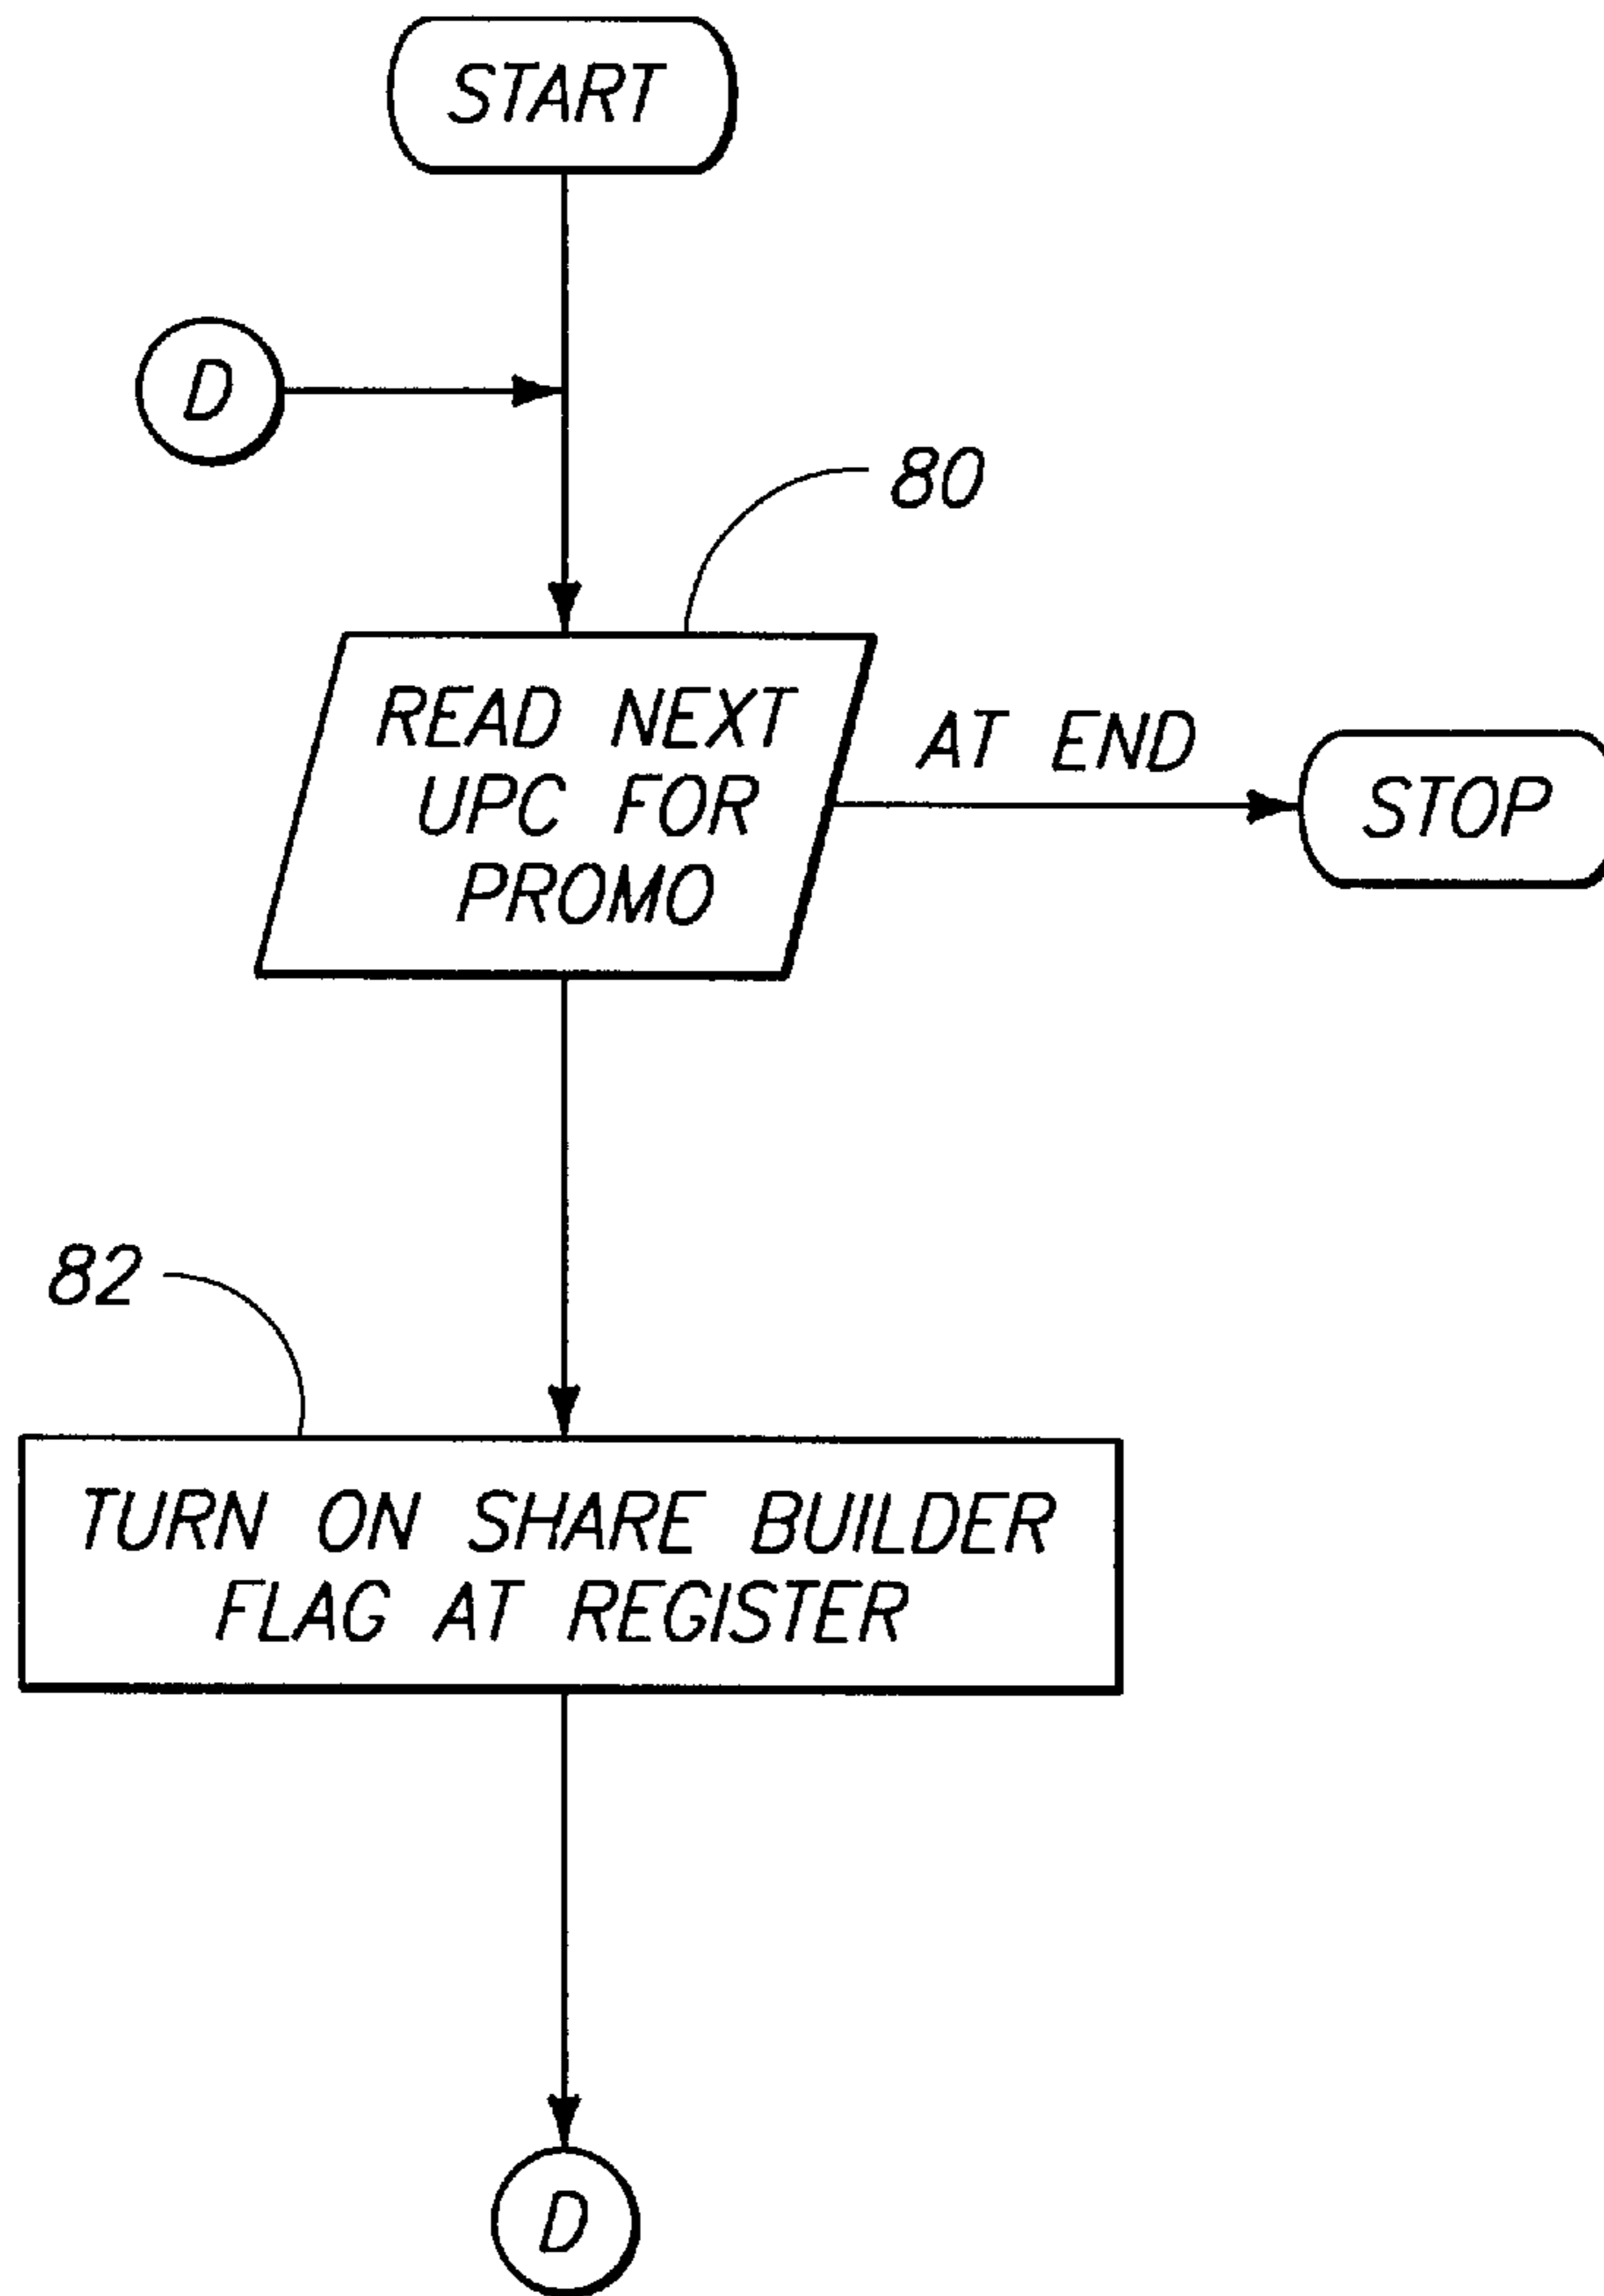 START
D
80
READ NEXT
UPC FOR
PROMO
AT END
STOP
82
TURN ON SHARE BUILDER
FLAG AT REGISTER
D